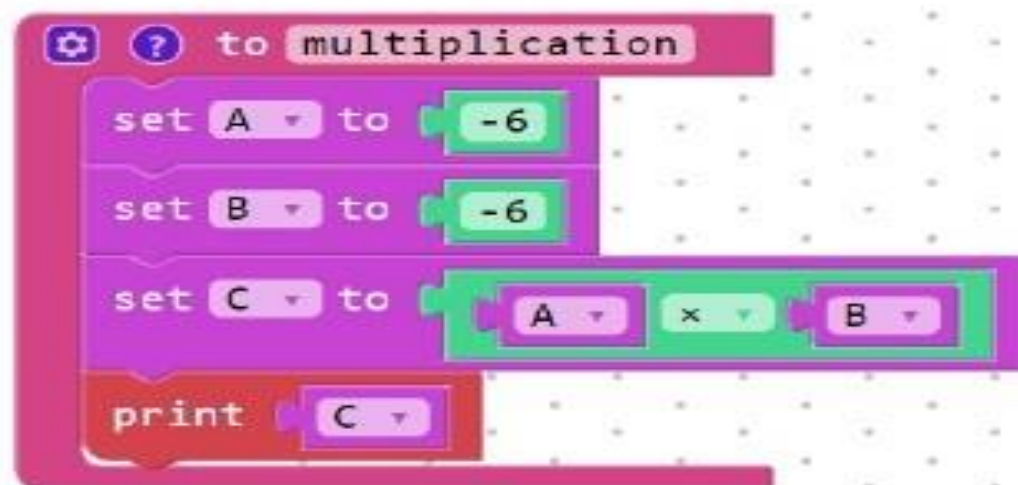 ? to multiplication
set A to -6
set B to -6
set C to A × B
print C